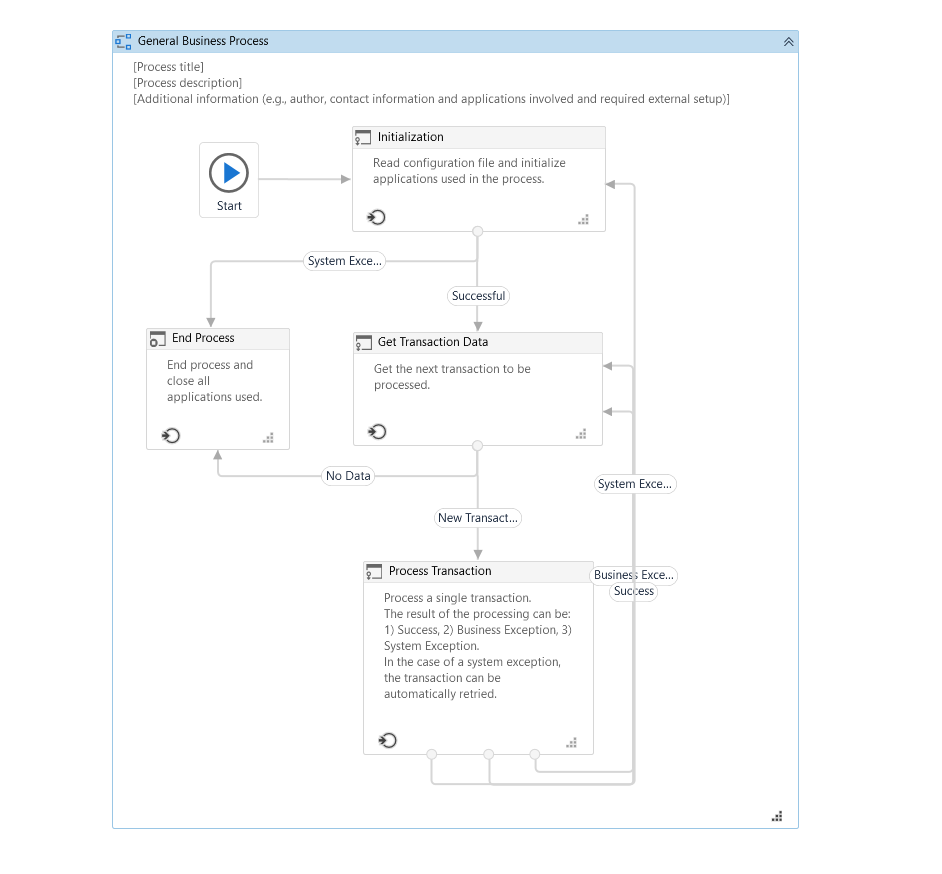 General Business Process
[Process title]
[Process description]
[Additional information (e.g., author, contact information and applications involved and required external setup)]
Initialization
Read configuration file and initialize
applications used in the process.
Start
System Exce...
Successful
End Process
End process and
close all
applications used.
Get Transaction Data
Get the next transaction to be
processed.
No Data
System Exce...
New Transact...
Process Transaction
Process a single transaction.
The result of the processing can be:
1) Success, 2) Business Exception, 3)
System Exception.
In the case of a system exception,
the transaction can be
automatically retried.
Business Exce...
Success